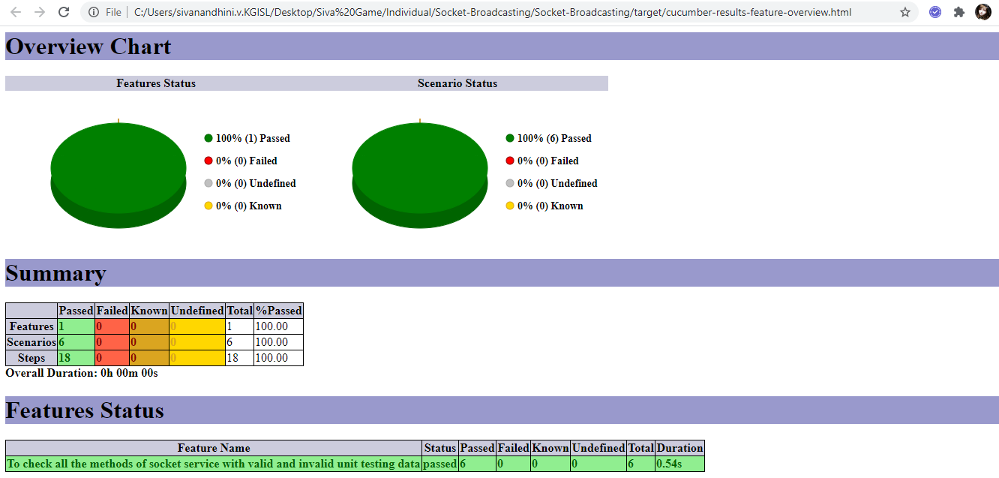 File C:/Users/sivanandhini.v.KGISL/Desktop/Siva%20Game/Individual/Socket-Broadcasting/Socket-Broadcasting/target/cucumber-results-feature-overview.html
Overview Chart
Features Status Scenario Status
100% (1) Passed 100% (6) Passed
0% (0) Failed 0% (0) Failed
0% (0) Undefined 0% (0) Undefined
0% (0) Known 0% (0) Known
Summary
Passed Failed Known Undefined Total %Passed
Features 1 0 0 0 1 100.00
Scenarios 6 0 0 0 6 100.00
Steps 18 0 0 0 18 100.00
Overall Duration: 0h 00m 00s
Features Status
Feature Name Status Passed Failed Known Undefined Total Duration
To check all the methods of socket service with valid and invalid unit testing data passed 6 0 0 0 6 0.54s